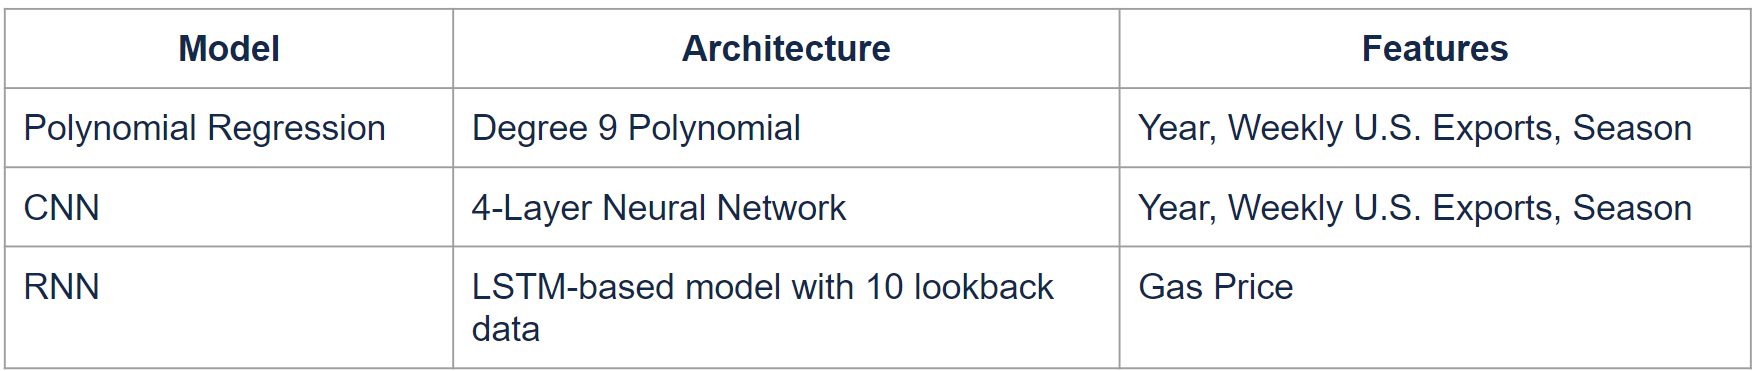 Model Architecture Features
Polynomial Regression Degree 9 Polynomial Year, Weekly U.S. Exports, Season
CNN 4-Layer Neural Network Year, Weekly U.S. Exports, Season
RNN LSTM-based model with 10 lookback Gas Price
data